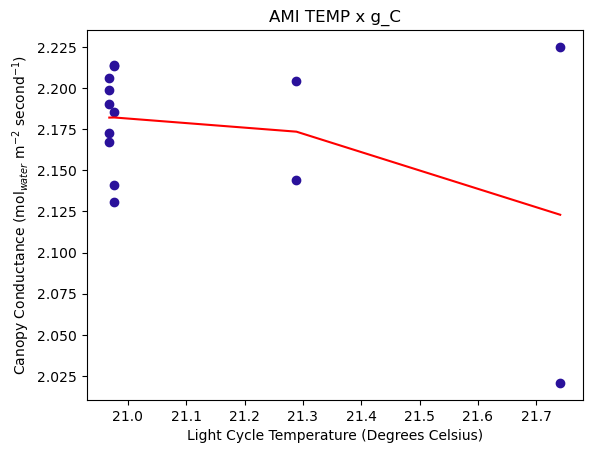 AMI TEMP x g_C
Canopy Conductance (mol$_{water}$ m$^{-2}$ second$^{-1}$)
2.225
2.200
2.175
2.150
2.125
2.100
2.075
2.050
2.025
21.0 21.1 21.2 21.3 21.4 21.5 21.6 21.7
Light Cycle Temperature (Degrees Celsius)